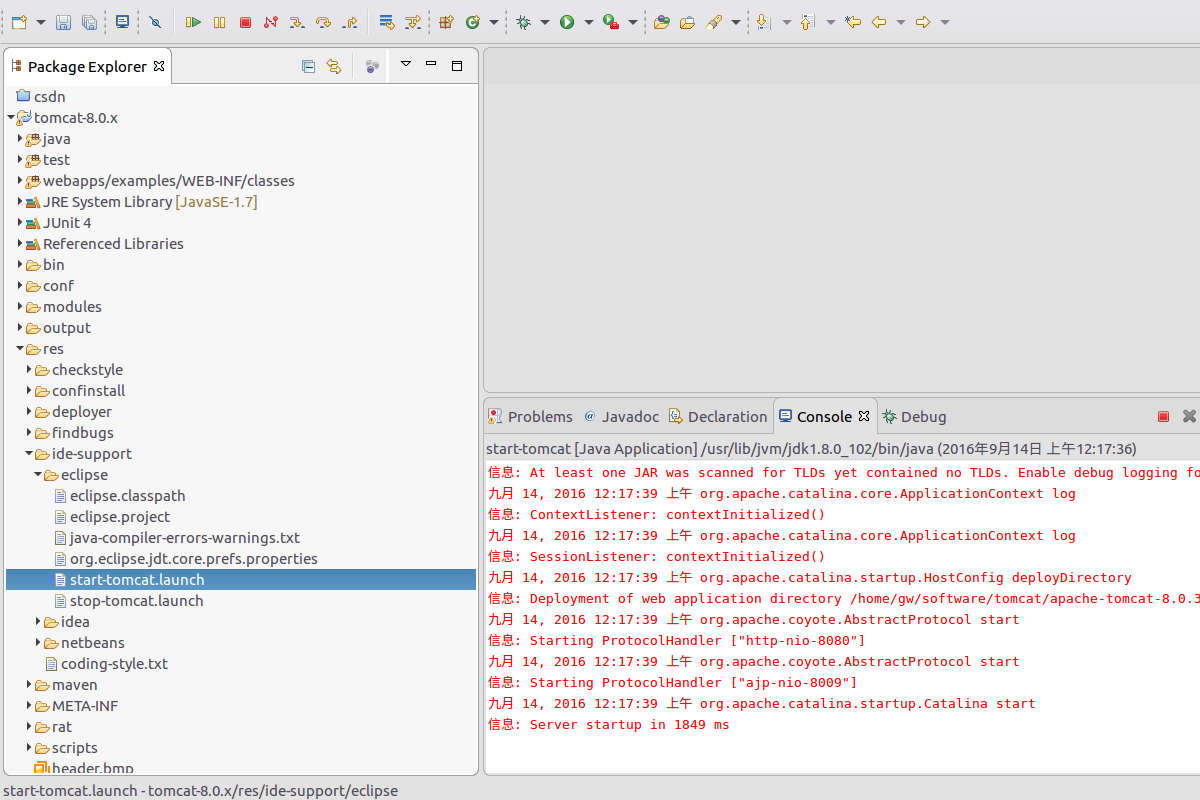 Package Explorer
csdn
tomcat-8.0.x
java
test
webapps/examples/WEB-INF/classes
JRE System Library [JavaSE-1.7]
JUnit 4
Referenced Libraries
bin
conf
modules
output
res
checkstyle
confinstall
deployer
findbugs
ide-support
eclipse
eclipse.classpath
eclipse.project
java-compiler-errors-warnings.txt
org.eclipse.jdt.core.prefs.properties
start-tomcat.launch
stop-tomcat.launch
idea
netbeans
coding-style.txt
maven
META-INF
rat
scripts
header.bmp
Problems @ Javadoc Declaration Console Debug
start-tomcat [Java Application] /usr/lib/jvm/jdk1.8.0_102/bin/java (2016年9月14日 上午12:17:36)
信息: At least one JAR was scanned for TLDs yet contained no TLDs. Enable debug logging fo
九月 14, 2016 12:17:39 上午 org.apache.catalina.core.ApplicationContext log
信息: ContextListener: contextInitialized()
九月 14, 2016 12:17:39 上午 org.apache.catalina.core.ApplicationContext log
信息: SessionListener: contextInitialized()
九月 14, 2016 12:17:39 上午 org.apache.catalina.startup.HostConfig deployDirectory
信息: Deployment of web application directory /home/gw/software/tomcat/apache-tomcat-8.0.3
九月 14, 2016 12:17:39 上午 org.apache.coyote.AbstractProtocol start
信息: Starting ProtocolHandler ["http-nio-8080"]
九月 14, 2016 12:17:39 上午 org.apache.coyote.AbstractProtocol start
信息: Starting ProtocolHandler ["ajp-nio-8009"]
九月 14, 2016 12:17:39 上午 org.apache.catalina.startup.Catalina start
信息: Server startup in 1849 ms
start-tomcat.launch - tomcat-8.0.x/res/ide-support/eclipse